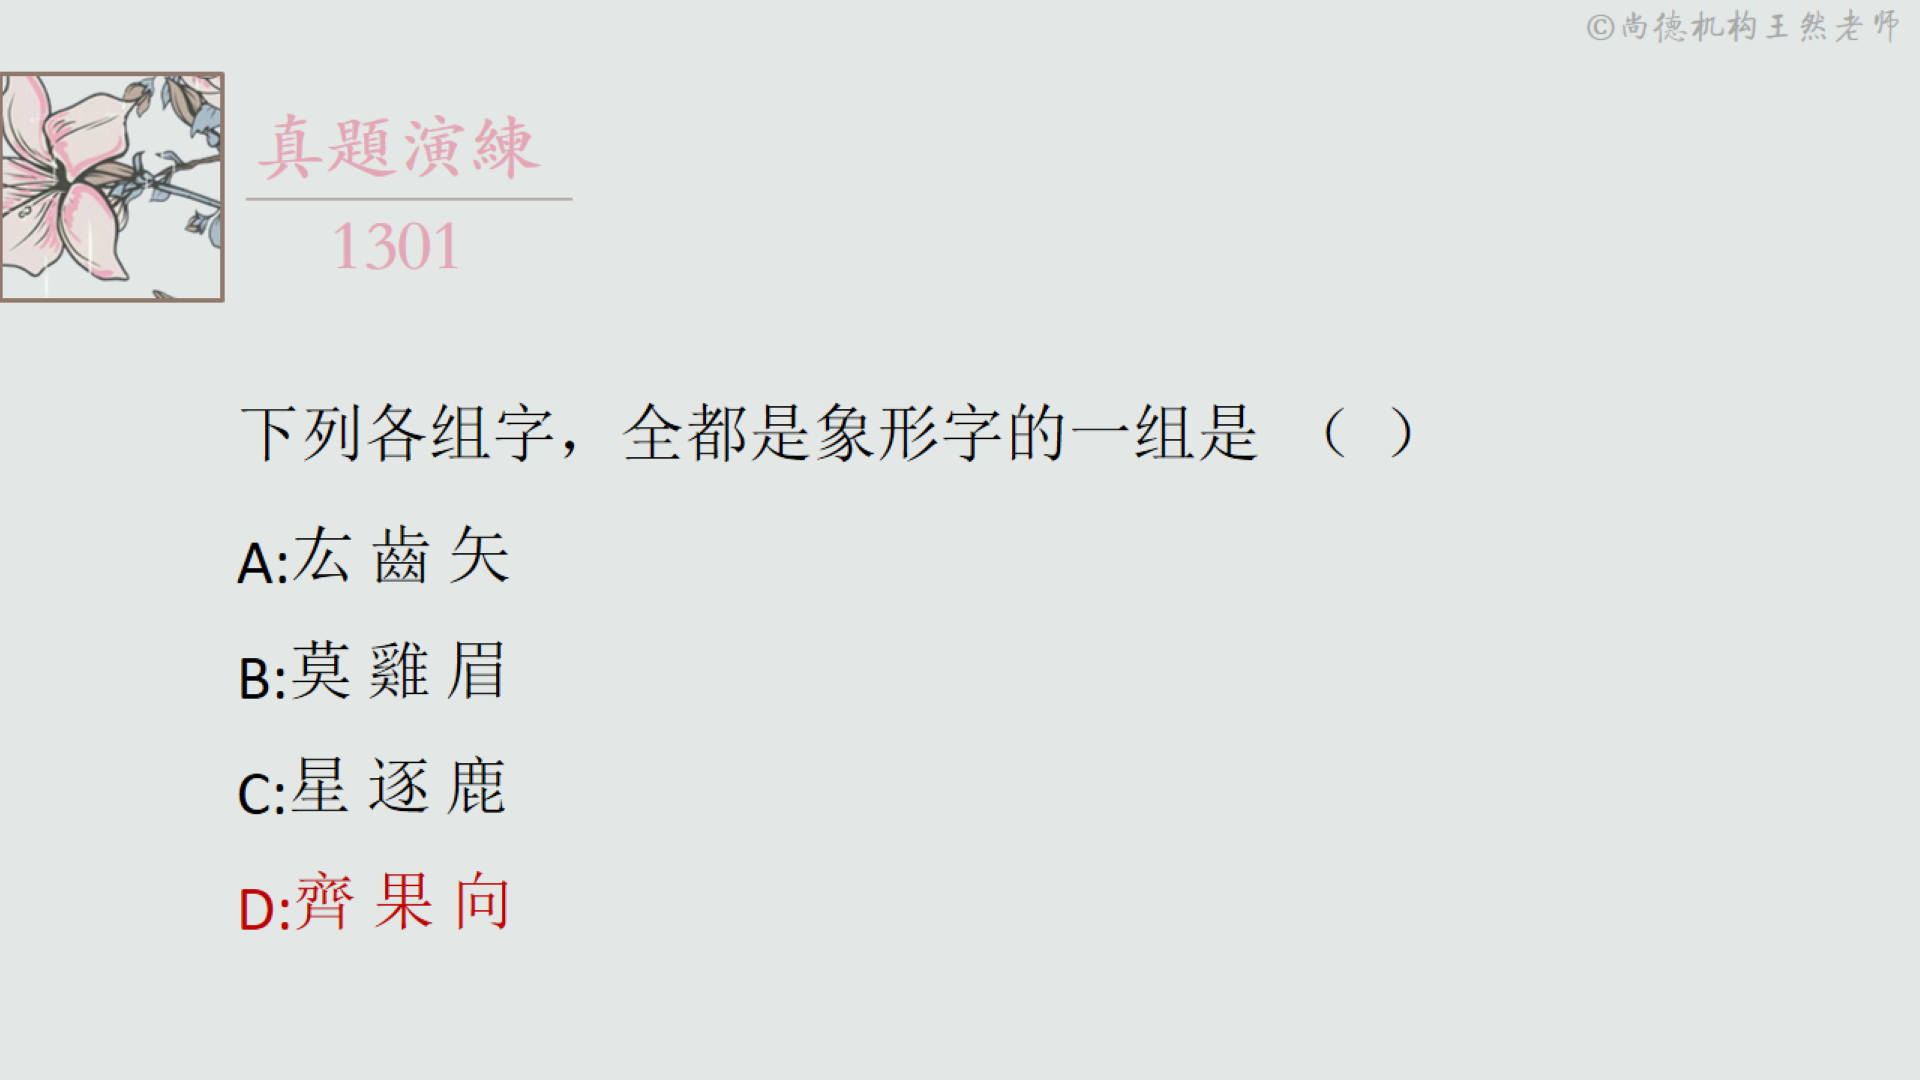 ©尚德机构王然老师
真題演練
1301
下列各组字，全都是象形字的一组是 （ ）
A:厷 齒 矢
B:莫 雞 眉
C:星 逐 鹿
D:齊 果 向